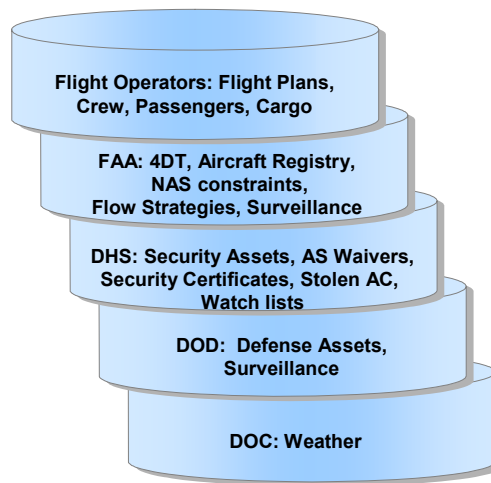 Flight Operators: Flight Plans,
Crew, Passengers, Cargo
FAA: 4DT, Aircraft Registry,
NAS constraints,
Flow Strategies, Surveillance
DHS: Security Assets, AS Waivers,
Security Certificates, Stolen AC,
Watch lists
DOD: Defense Assets,
Surveillance
DOC: Weather